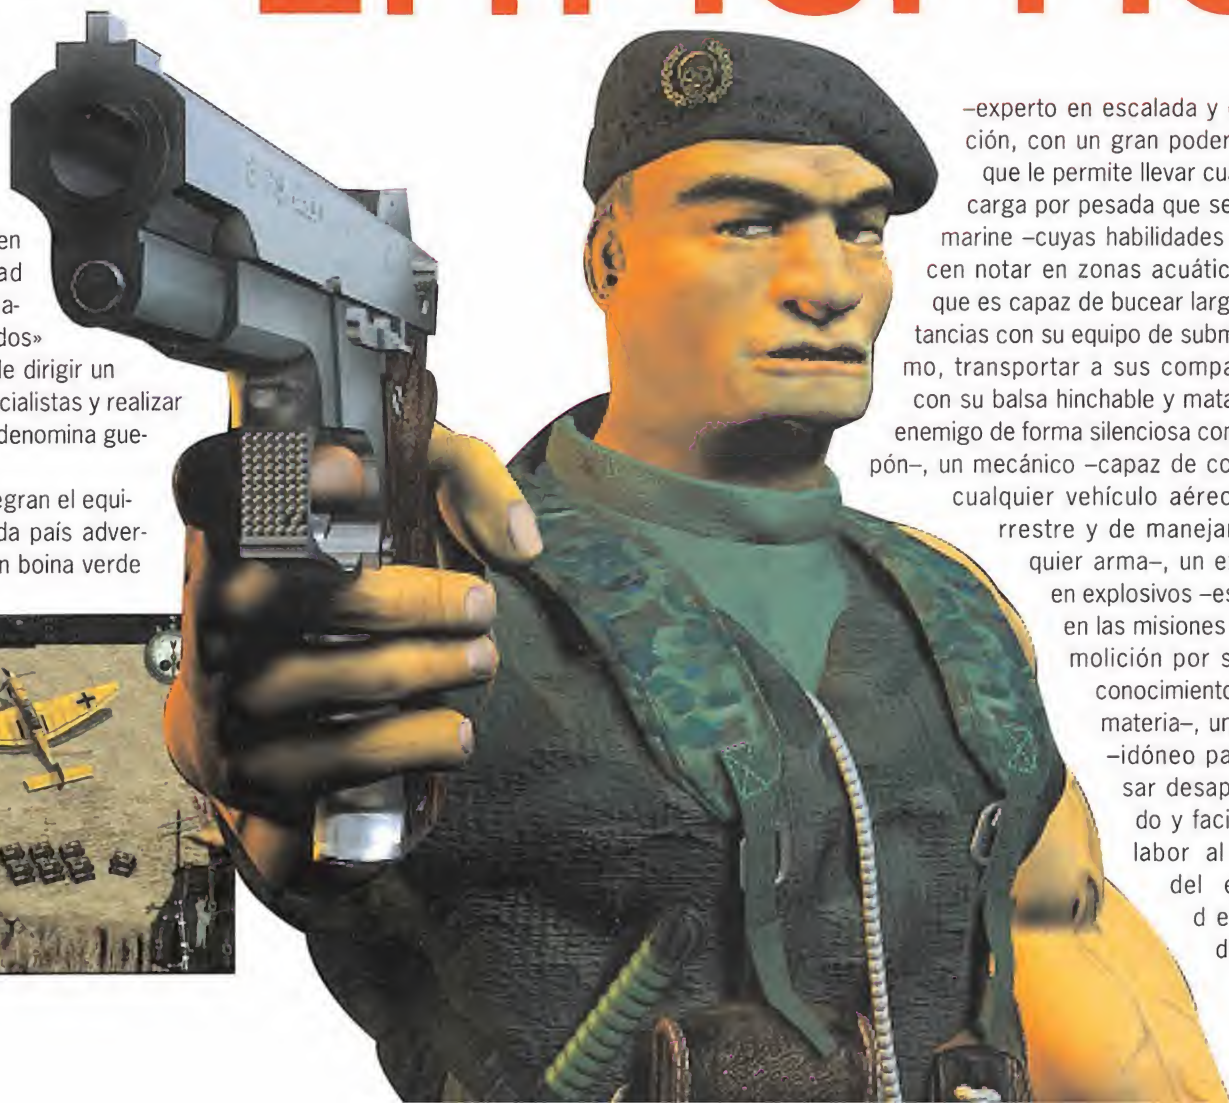 en
ad
a-
dos»
le dirigir un
cialistas y realizar
denomina gue-
egran el equi-
da país adver-
n boina verde
–experto en escalada y
ción, con un gran poder
que le permite llevar cua
carga por pesada que se
marine –cuyas habilidades
cen notar en zonas acuátic
que es capaz de bucear larg
tancias con su equipo de subm
mo, transportar a sus compa
con su balsa hinchable y mata
enemigo de forma silenciosa con
pón–, un mecánico –capaz de co
cualquier vehículo aéreo
rrestre y de manejar
quier arma–, un e
en explosivos –es
en las misiones
molición por s
conocimiento
materia–, un
–idóneo pa
sar desap
do y faci
labor al
del e
d e
d